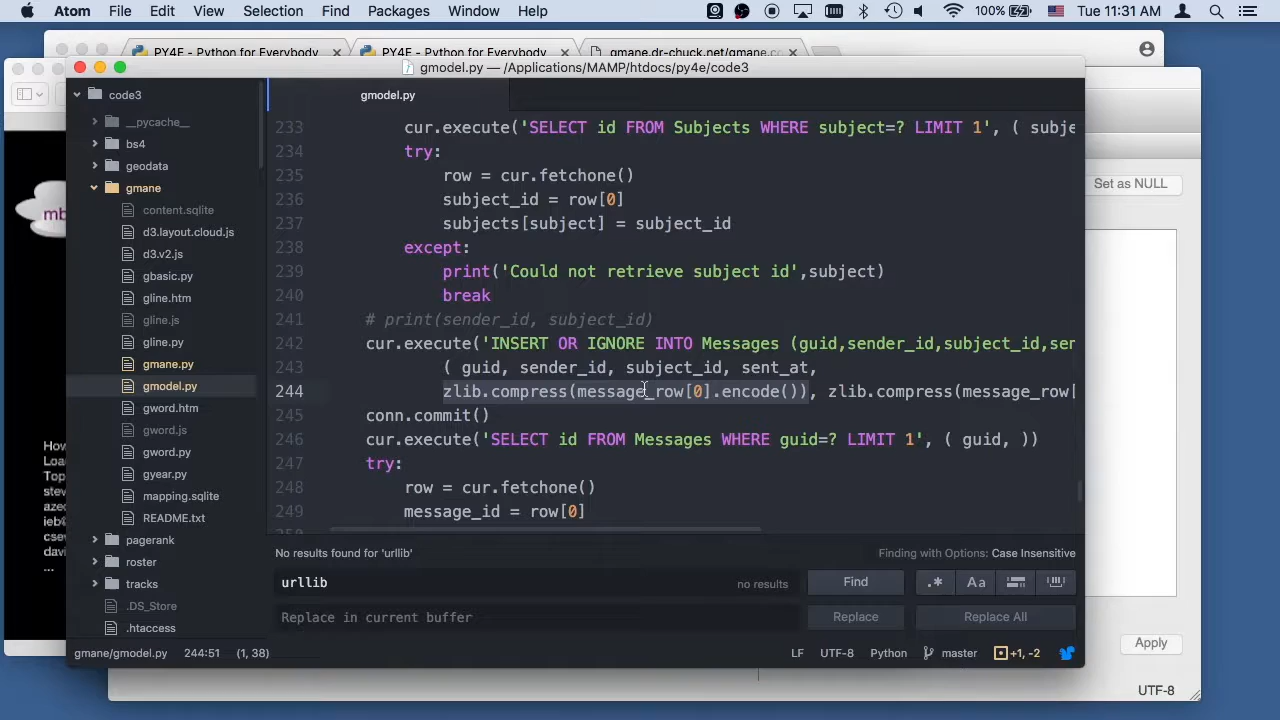 Atom File Edit View Selection Find Packages Window Help 100% Tue 11:31 AM
PY4E - Python for Everybody PY4E - Python for Everybody gmane.dr-chuck.net/gmane.c
gmodel.py — /Applications/MAMP/htdocs/py4e/code3
code3
__pycache__
bs4
geodata
gmane
content.sqlite
d3.layout.cloud.js
d3.v2.js
gbasic.py
gline.htm
gline.js
gline.py
gmane.py
gmodel.py
gword.htm
gword.js
gword.py
gyear.py
mapping.sqlite
README.txt
pagerank
roster
tracks
.DS_Store
.htaccess
gmodel.py
233 cur.execute('SELECT id FROM Subjects WHERE subject=? LIMIT 1', ( subje
234 try:
235 row = cur.fetchone()
236 subject_id = row[0]
237 subjects[subject] = subject_id
238 except:
239 print('Could not retrieve subject id',subject)
240 break
241 # print(sender_id, subject_id)
242 cur.execute('INSERT OR IGNORE INTO Messages (guid,sender_id,subject_id,sen
243 ( guid, sender_id, subject_id, sent_at,
244 zlib.compress(message_row[0].encode()), zlib.compress(message_row[
245 conn.commit()
246 cur.execute('SELECT id FROM Messages WHERE guid=? LIMIT 1', ( guid, ))
247 try:
248 row = cur.fetchone()
249 message_id = row[0]
No results found for 'urllib' Finding with Options: Case Insensitive
urllib no results Find .* Aa
Replace in current buffer Replace Replace All
gmane/gmodel.py 244:51 (1, 38) LF UTF-8 Python master +1, -2
mb
How
Loa
Top
stev
azec
ieb4
csev
davi
...
Set as NULL
Apply
UTF-8